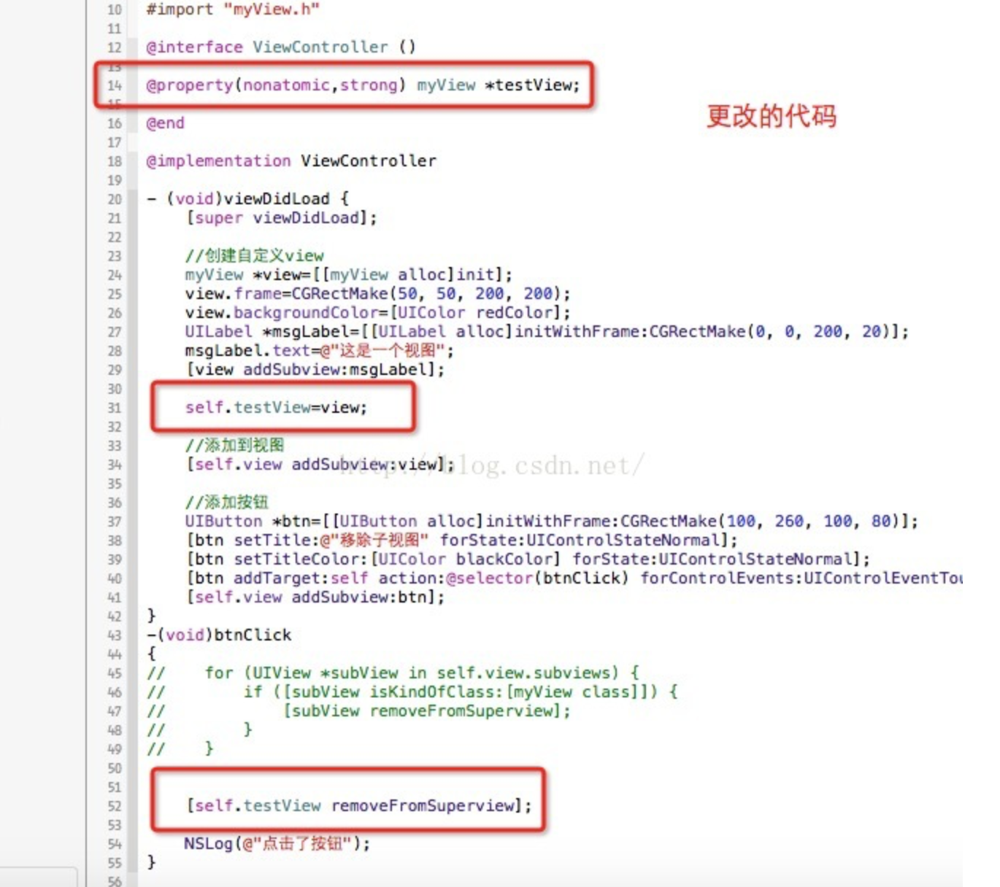 10 #import "myView.h"
11
12 @interface ViewController ()
13
14 @property(nonatomic,strong) myView *testView;
15
16 @end
17
18 @implementation ViewController
19
20 - (void)viewDidLoad {
21 [super viewDidLoad];
22
23 //创建自定义view
24 myView *view=[[myView alloc]init];
25 view.frame=CGRectMake(50, 50, 200, 200);
26 view.backgroundColor=[UIColor redColor];
27 UILabel *msgLabel=[[UILabel alloc]initWithFrame:CGRectMake(0, 0, 200, 20)];
28 msgLabel.text=@"这是一个视图";
29 [view addSubview:msgLabel];
30
31 self.testView=view;
32
33 //添加到视图
34 [self.view addSubview:view];
35
36 //添加按钮
37 UIButton *btn=[[UIButton alloc]initWithFrame:CGRectMake(100, 260, 100, 80)];
38 [btn setTitle:@"移除子视图" forState:UIControlStateNormal];
39 [btn setTitleColor:[UIColor blackColor] forState:UIControlStateNormal];
40 [btn addTarget:self action:@selector(btnClick) forControlEvents:UIControlEventTou
41 [self.view addSubview:btn];
42 }
43 -(void)btnClick
44 {
45 // for (UIView *subView in self.view.subviews) {
46 // if ([subView isKindOfClass:[myView class]]) {
47 // [subView removeFromSuperview];
48 // }
49 // }
50
51
52 [self.testView removeFromSuperview];
53
54 NSLog(@"点击了按钮");
55 }
56
更改的代码
http://blog.csdn.net/